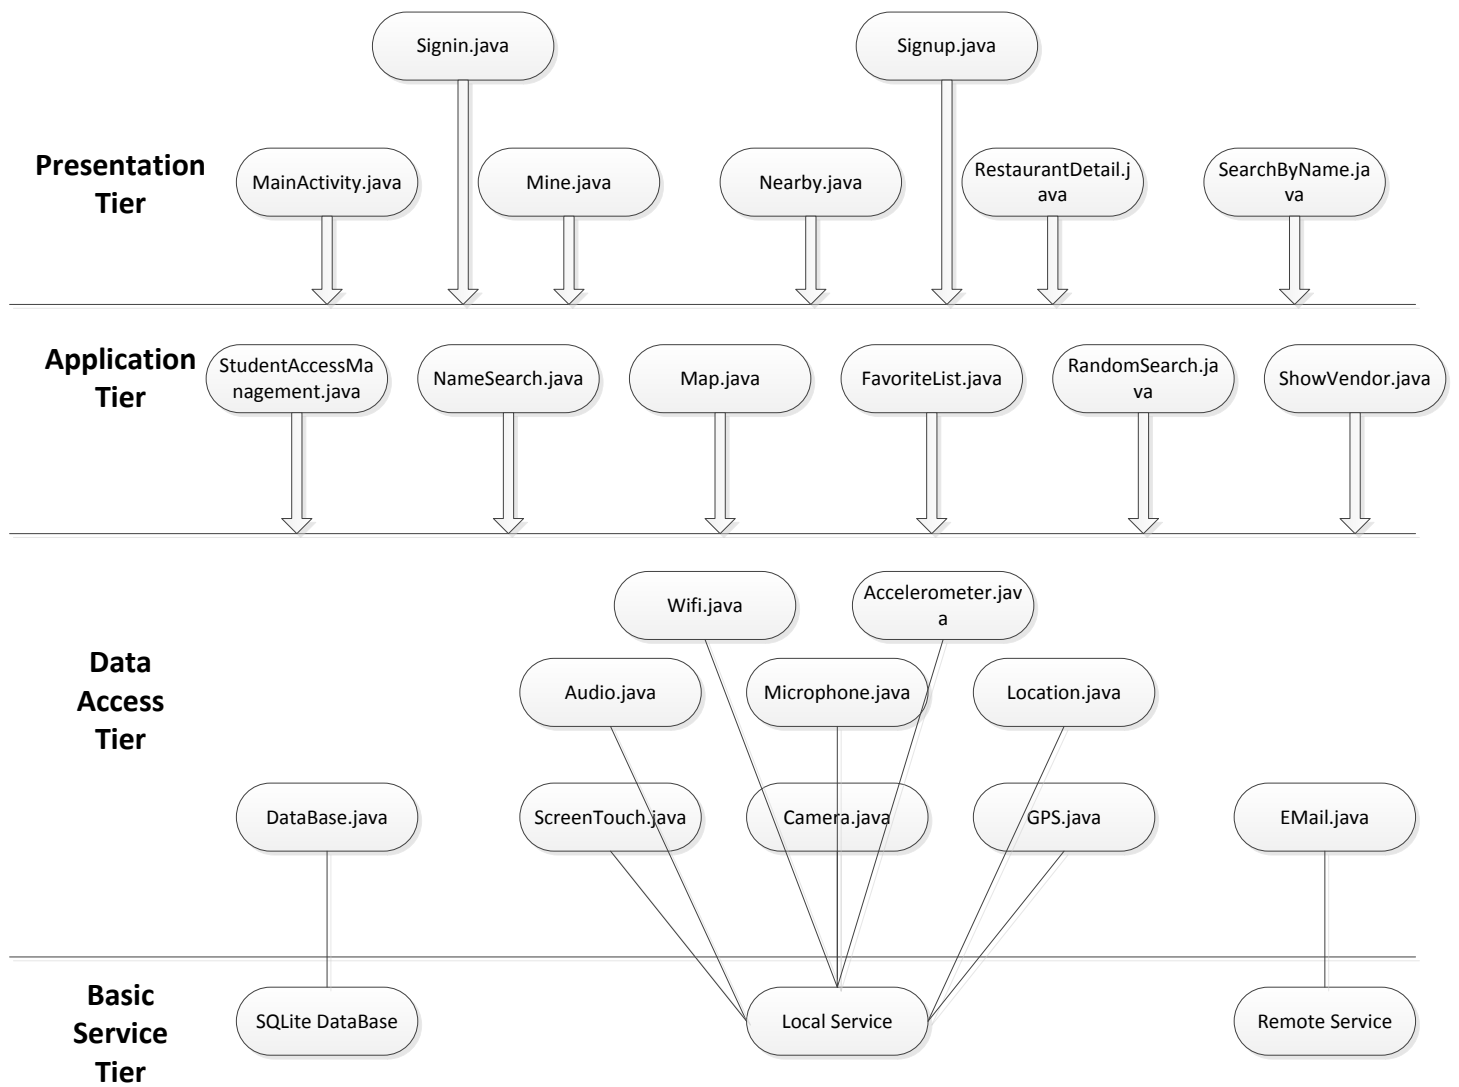 Signin.java
Signup.java
Presentation
Tier
MainActivity.java
Mine.java
Nearby.java
RestaurantDetail.j
ava
SearchByName.ja
va
Application
Tier
StudentAccessMa
nagement.java
NameSearch.java
Map.java
FavoriteList.java
RandomSearch.ja
va
ShowVendor.java
Wifi.java
Accelerometer.jav
a
Data
Access
Tier
Audio.java
Microphone.java
Location.java
DataBase.java
ScreenTouch.java
Camera.java
GPS.java
EMail.java
Basic
Service
Tier
SQLite DataBase
Local Service
Remote Service